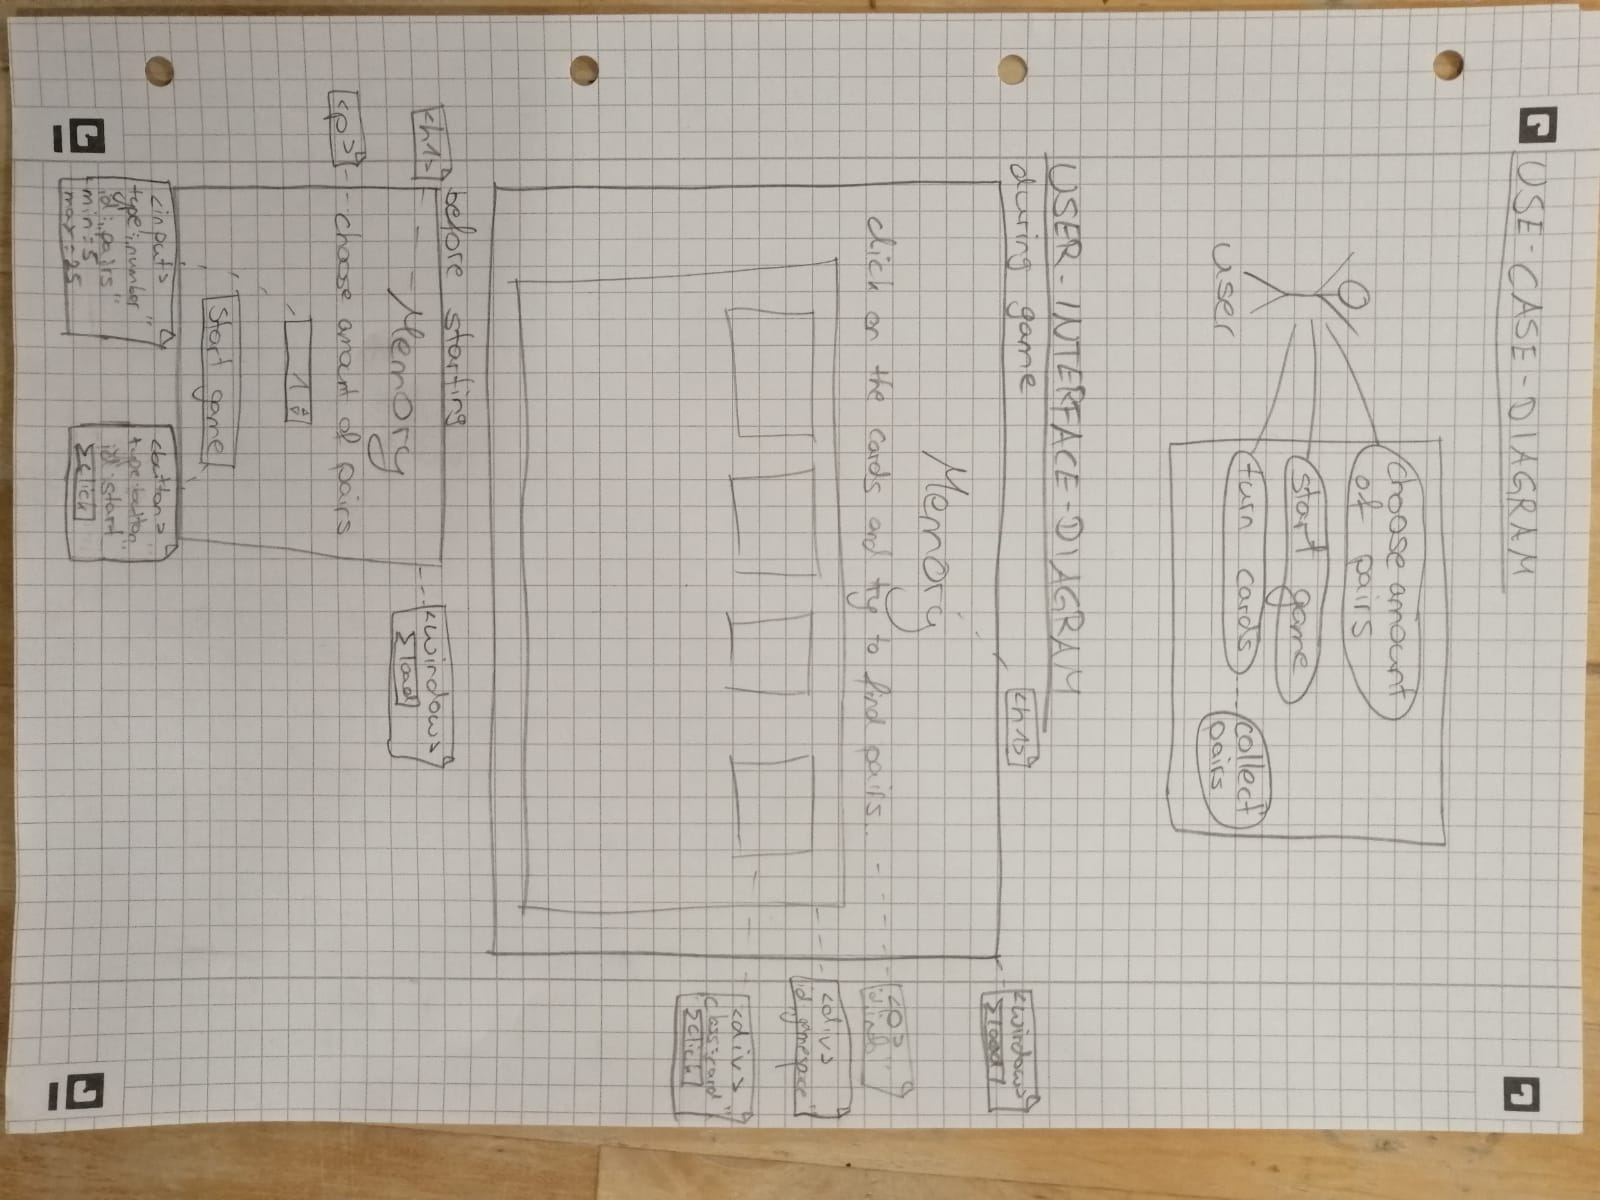 USE-CASE-DIAGRAM
user
choose amount
of pairs
start game
turn cards
collect
pairs
USER-INTERFACE-DIAGRAM
during game
<h1>
Memory
click on the cards and try to find pairs...
<window>
load
<p>
<div>
id
<div>
class:card"
click
before starting
<h1>
Memory
<p>
choose amount of pairs
1
Start game
<window>
load
<input>
type:„number"
id:„pairs"
min:5
max:25
<button>
type:button"
id:start"
click